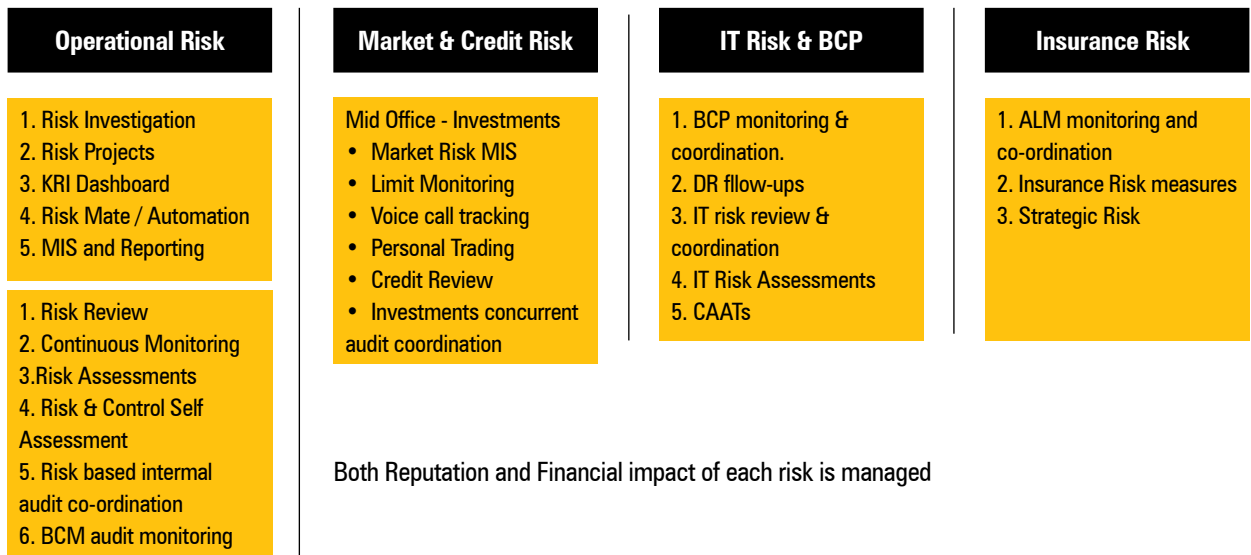 Operational Risk
1. Risk Investigation
2. Risk Projects
3. KRI Dashboard
4. Risk Mate / Automation
5. MIS and Reporting
1. Risk Review
2. Continuous Monitoring
3.Risk Assessments
4. Risk & Control Self
Assessment
5. Risk based intermal
audit co-ordination
6. BCM audit monitoring
Market & Credit Risk
Mid Office - Investments
• Market Risk MIS
• Limit Monitoring
• Voice call tracking
• Personal Trading
• Credit Review
• Investments concurrent
audit coordination
IT Risk & BCP
1. BCP monitoring &
coordination.
2. DR fllow-ups
3. IT risk review &
coordination
4. IT Risk Assessments
5. CAATs
Insurance Risk
1. ALM monitoring and
co-ordination
2. Insurance Risk measures
3. Strategic Risk
Both Reputation and Financial impact of each risk is managed